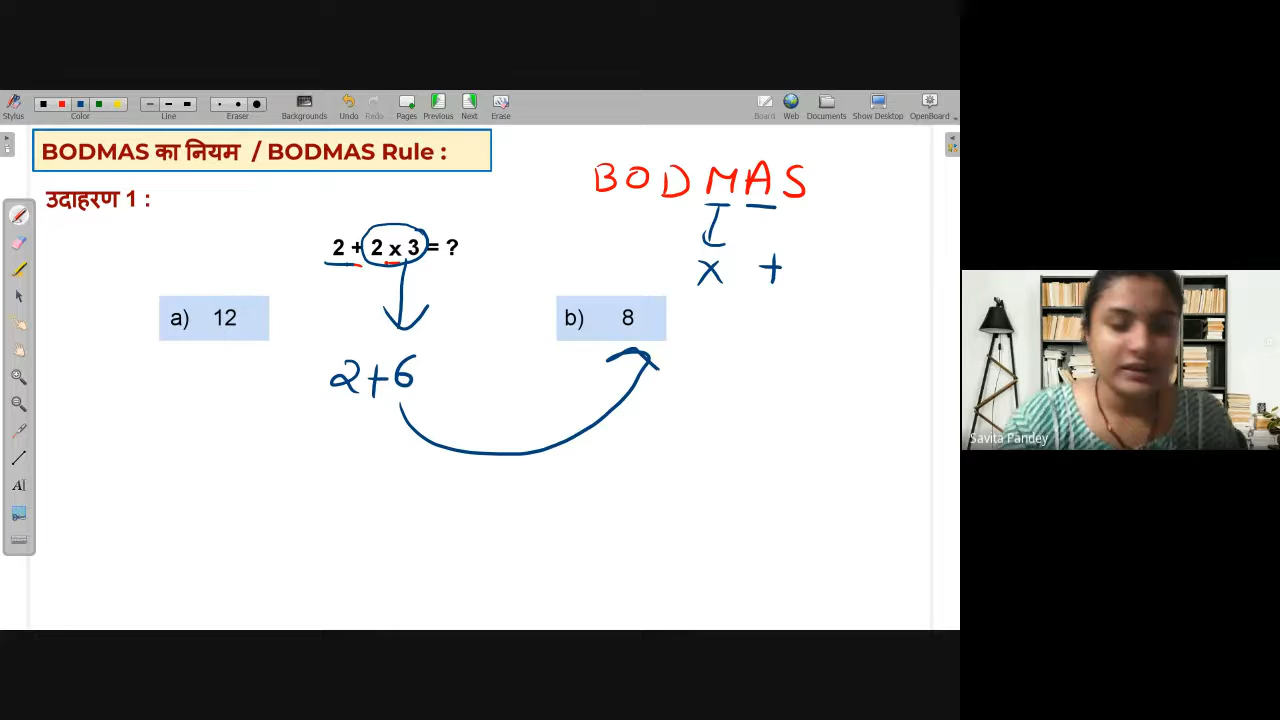 Stylus
Color
Line
Eraser
Backgrounds
Undo
Redo
Pages
Previous
Next
Erase
Board
Web
Documents
Show Desktop
OpenBoard
BODMAS का नियम / BODMAS Rule :
BODMAS
उदाहरण 1 :
2 + 2 x 3 = ?
x +
a) 12
b) 8
2+6
Savita Pandey